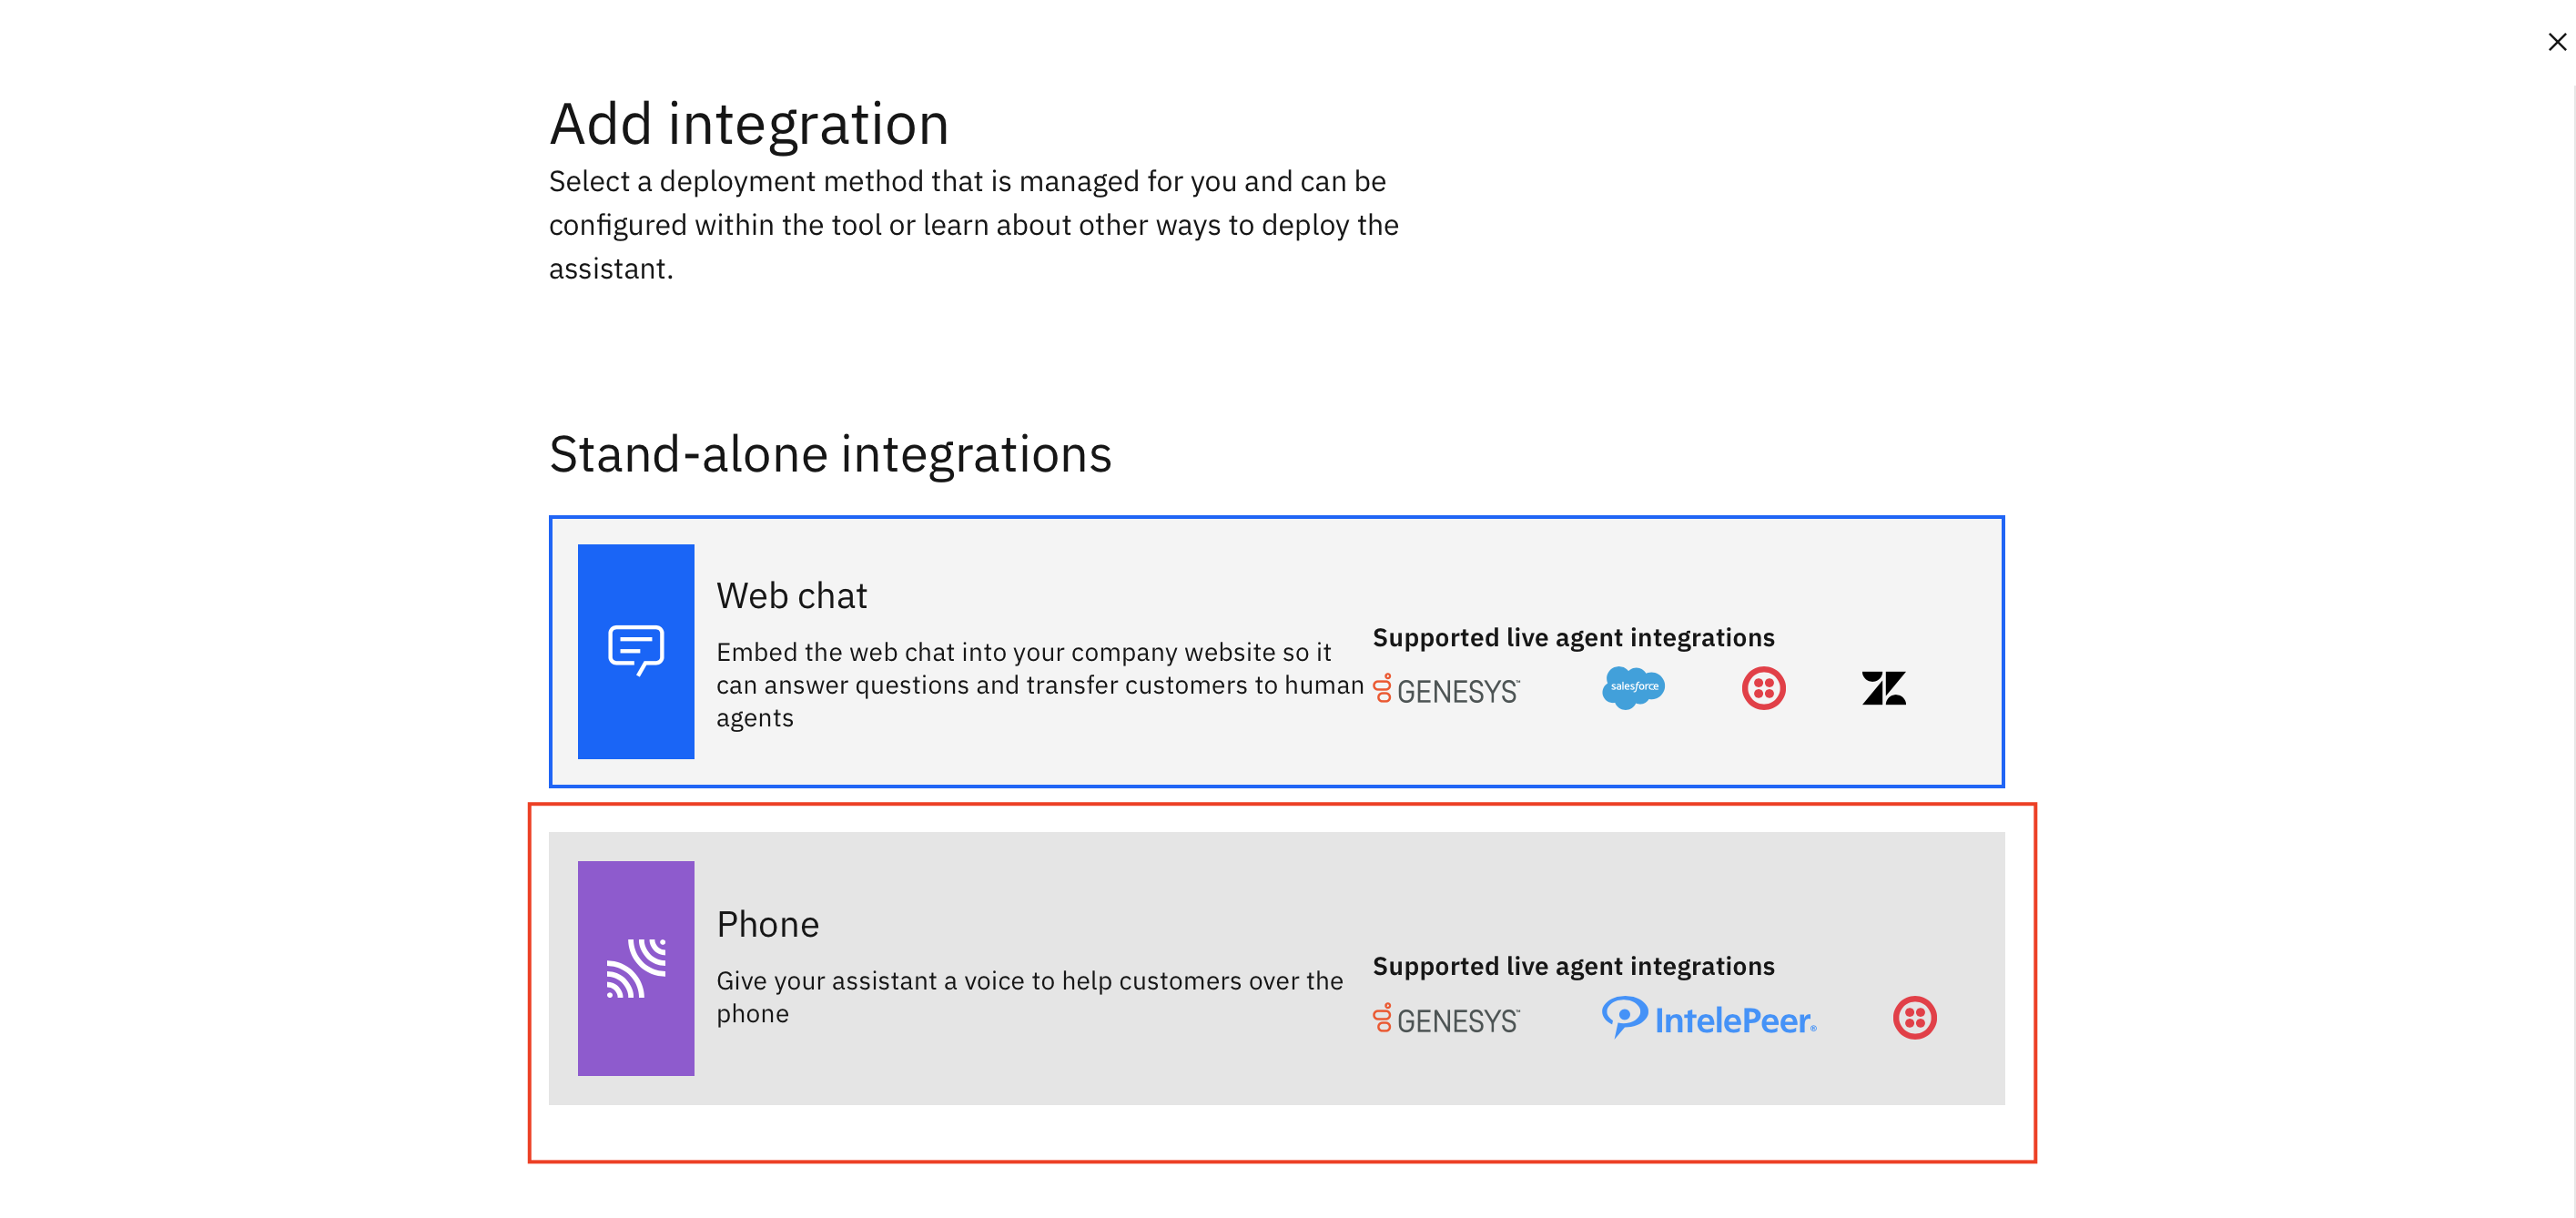 Add integration
Select a deployment method that is managed for you and can be
configured within the tool or learn about other ways to deploy the
assistant.
Stand-alone integrations
Web chat
Embed the web chat into your company website so it
can answer questions and transfer customers to human
agents
Supported live agent integrations
GENESYS™
salesforce
Phone
Give your assistant a voice to help customers over the
phone
Supported live agent integrations
GENESYS™
IntelePeer®